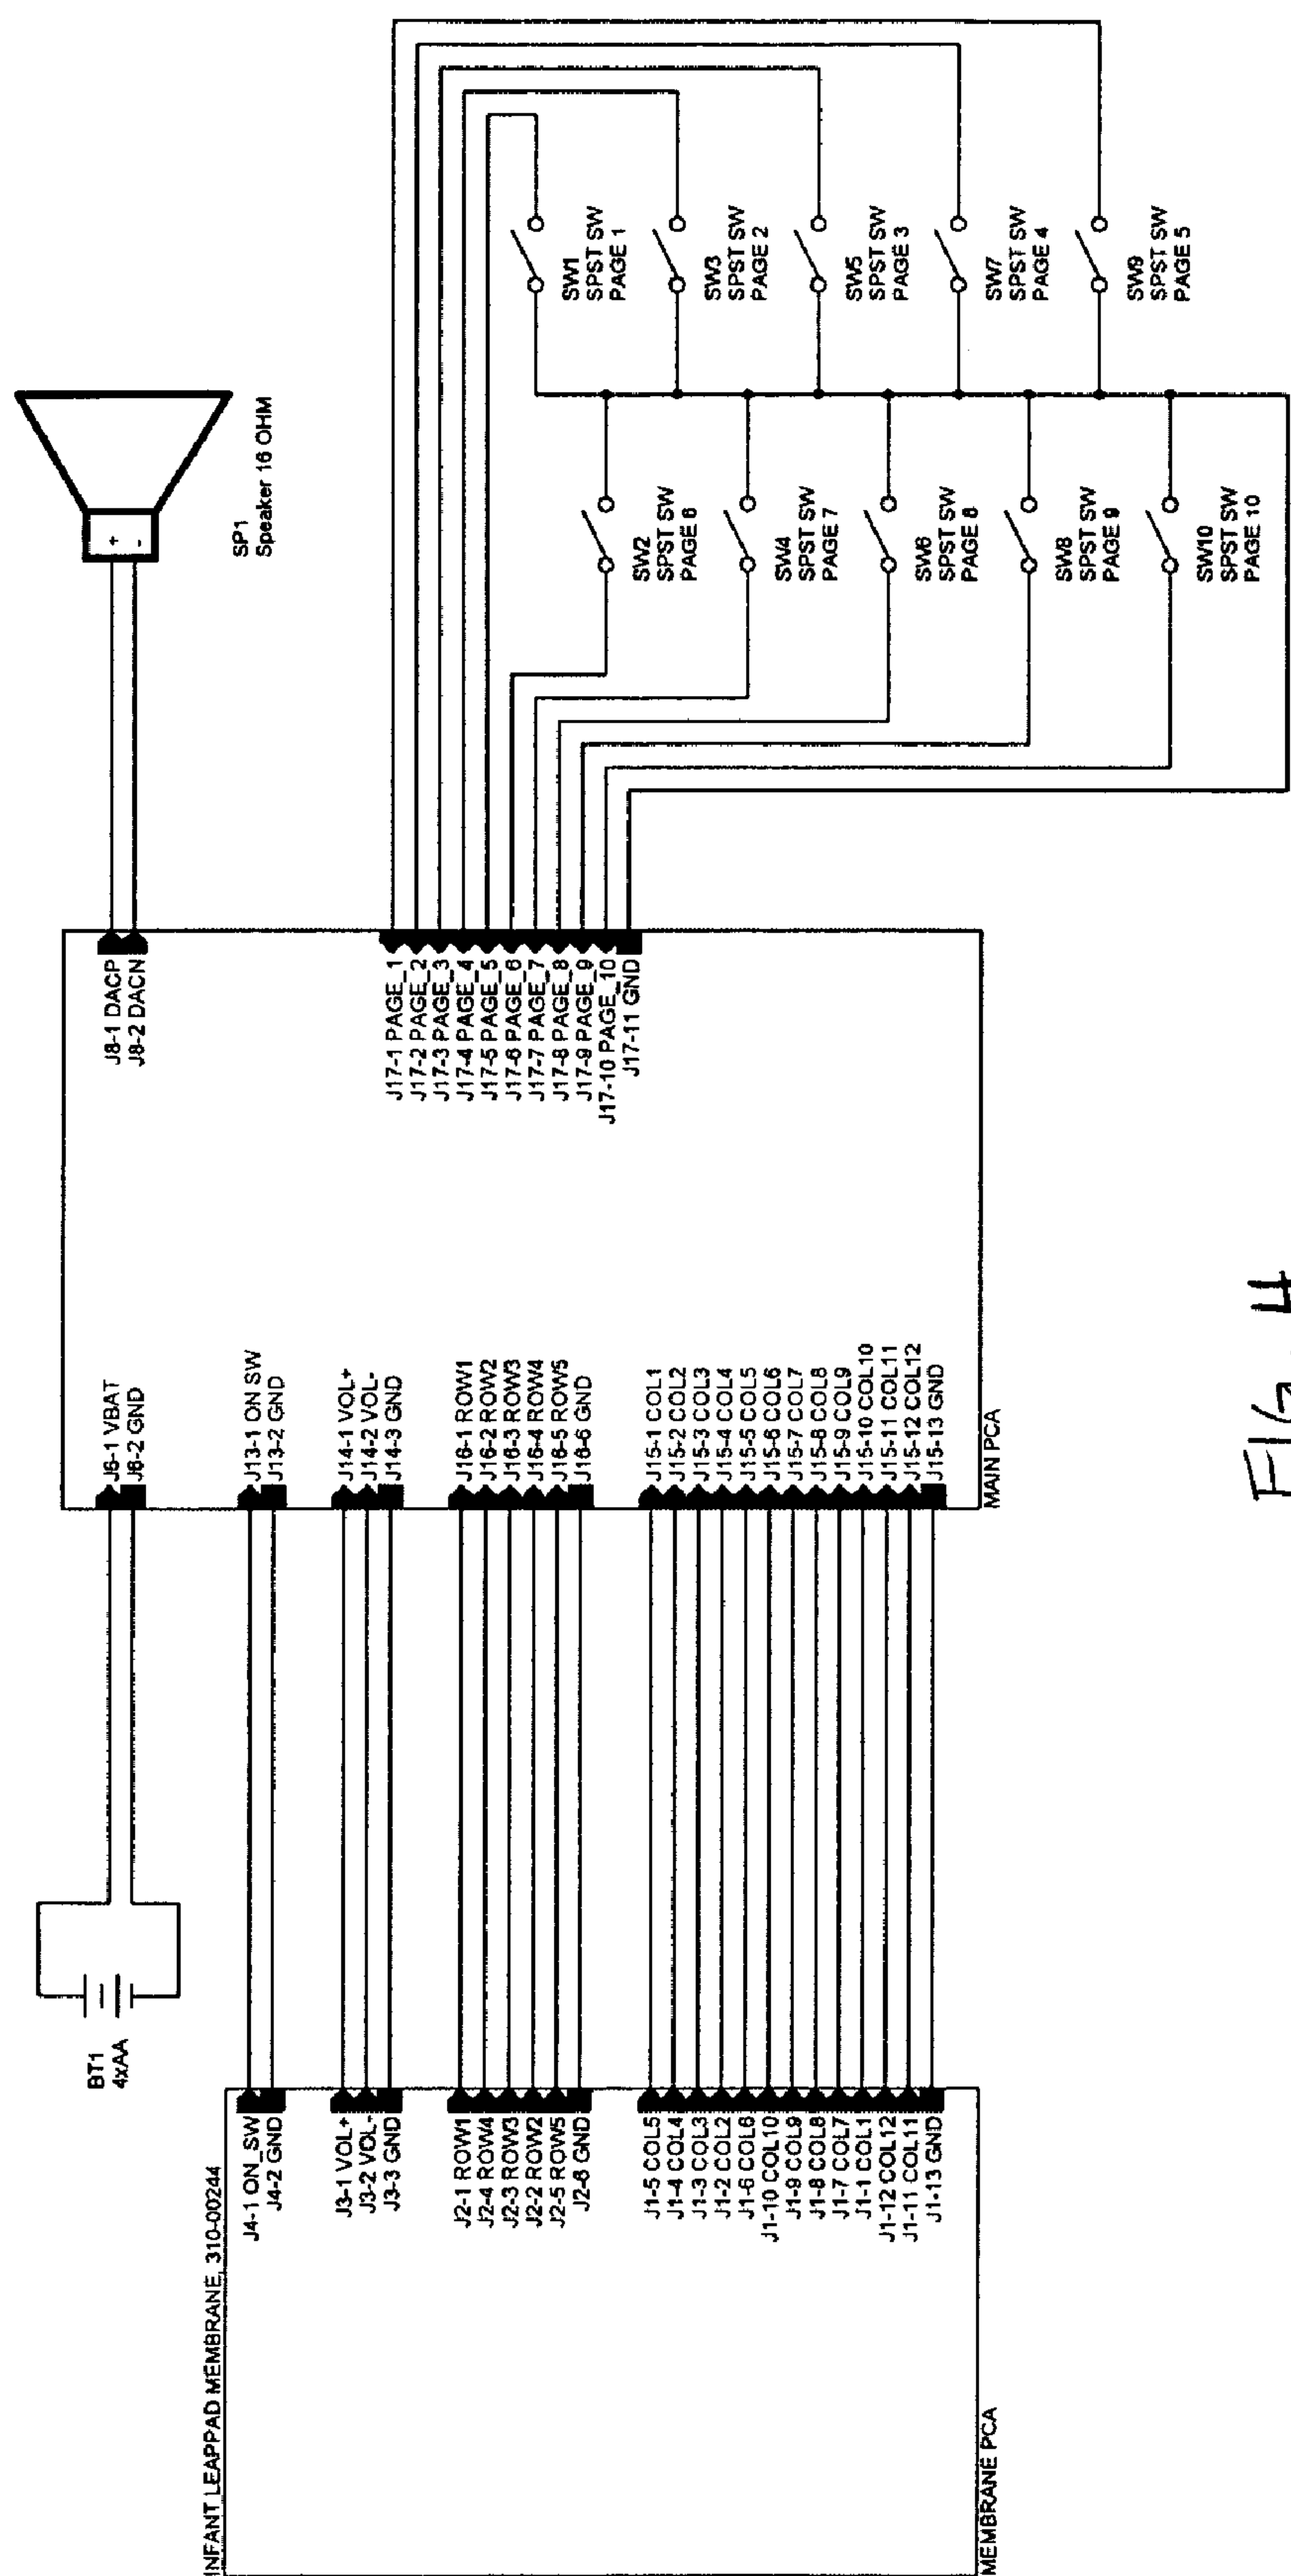 INFANT LEAPPAD MEMBRANE, 310-00244
J4-1 ON_SW
J4-2 GND
J3-1 VOL+
J3-2 VOL-
J3-3 GND
J2-1 ROW1
J2-4 ROW4
J2-3 ROW3
J2-2 ROW2
J2-5 ROW5
J2-6 GND
J1-5 COL5
J1-4 COL4
J1-3 COL3
J1-2 COL2
J1-6 COL6
J1-10 COL10
J1-9 COL9
J1-8 COL8
J1-7 COL7
J1-1 COL1
J1-12 COL12
J1-11 COL11
J1-13 GND
MEMBRANE PCA
BT1
4xAA
J6-1 VBAT
J6-2 GND
J13-1 ON SW
J13-2 GND
J14-1 VOL+
J14-2 VOL-
J14-3 GND
J16-1 ROW1
J16-2 ROW2
J16-3 ROW3
J16-4 ROW4
J16-5 ROW5
J16-6 GND
J15-1 COL1
J15-2 COL2
J15-3 COL3
J15-4 COL4
J15-5 COL5
J15-6 COL6
J15-7 COL7
J15-8 COL8
J15-9 COL9
J15-10 COL10
J15-11 COL11
J15-12 COL12
J15-13 GND
MAIN PCA
J8-1 DACP
J8-2 DACN
J17-1 PAGE_1
J17-2 PAGE_2
J17-3 PAGE_3
J17-4 PAGE_4
J17-5 PAGE_5
J17-6 PAGE_6
J17-7 PAGE_7
J17-8 PAGE_8
J17-9 PAGE_9
J17-10 PAGE_10
J17-11 GND
+
-
SP1
Speaker 16 OHM
SW2
SPST SW
PAGE 6
SW4
SPST SW
PAGE 7
SW6
SPST SW
PAGE 8
SW8
SPST SW
PAGE 9
SW10
SPST SW
PAGE 10
SW1
SPST SW
PAGE 1
SW3
SPST SW
PAGE 2
SW5
SPST SW
PAGE 3
SW7
SPST SW
PAGE 4
SW9
SPST SW
PAGE 5
FIG. 4